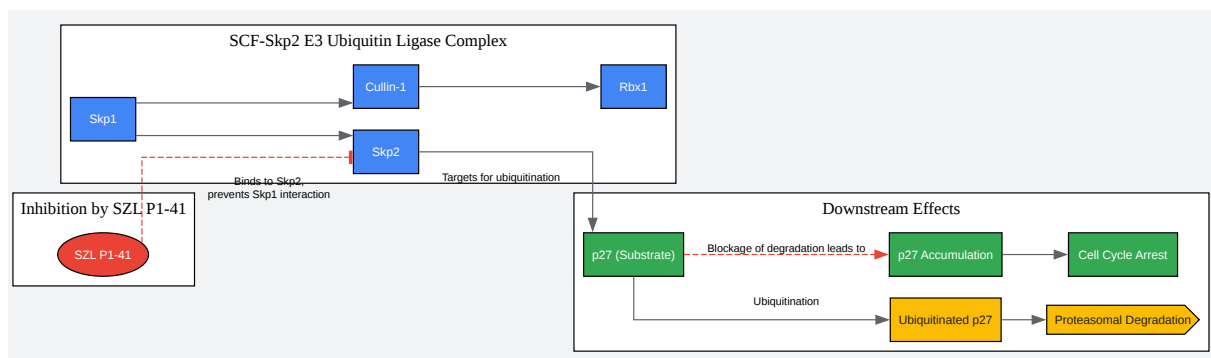 SCF-Skp2 E3 Ubiquitin Ligase Complex
Cullin-1
Rbx1
Skp1
Skp2
Binds to Skp2,
prevents Skp1 interaction
Targets for ubiquitination
Inhibition by SZL P1-41
SZL P1-41
Downstream Effects
p27 (Substrate)
Blockage of degradation leads to
p27 Accumulation
Cell Cycle Arrest
Ubiquitination
Ubiquitinated p27
Proteasomal Degradation